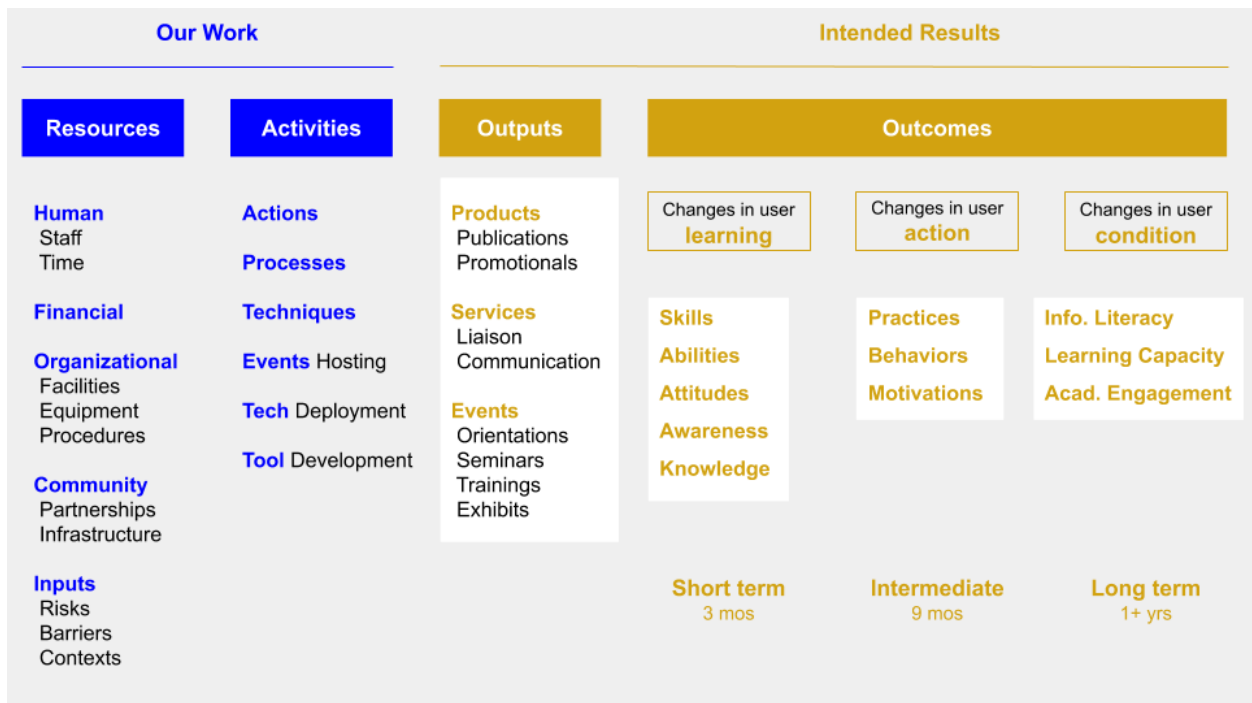 Our Work
Intended Results
Resources
Activities
Outputs
Outcomes
Human
Staff
Time
Financial
Organizational
Facilities
Equipment
Procedures
Community
Partnerships
Infrastructure
Inputs
Risks
Barriers
Contexts
Actions
Processes
Techniques
Events Hosting
Tech Deployment
Tool Development
Products
Publications
Promotionals
Services
Liaison
Communication
Events
Orientations
Seminars
Trainings
Exhibits
Changes in user
learning
Skills
Abilities
Attitudes
Awareness
Knowledge
Short term
3 mos
Changes in user
action
Practices
Behaviors
Motivations
Intermediate
9 mos
Changes in user
condition
Info. Literacy
Learning Capacity
Acad. Engagement
Long term
1+ yrs